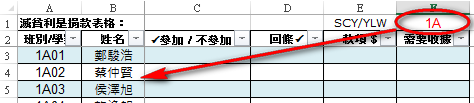 A B C D E F
1 減貧利是捐款表格： SCY/YLW 1A
2 班別/學 姓名 ✓參加 / 不參加 回條✓ 款項 $ 需要收據
3 1A01 鄭駿浩
4 1A02 蔡仲賢
5 1A03 侯澤旭